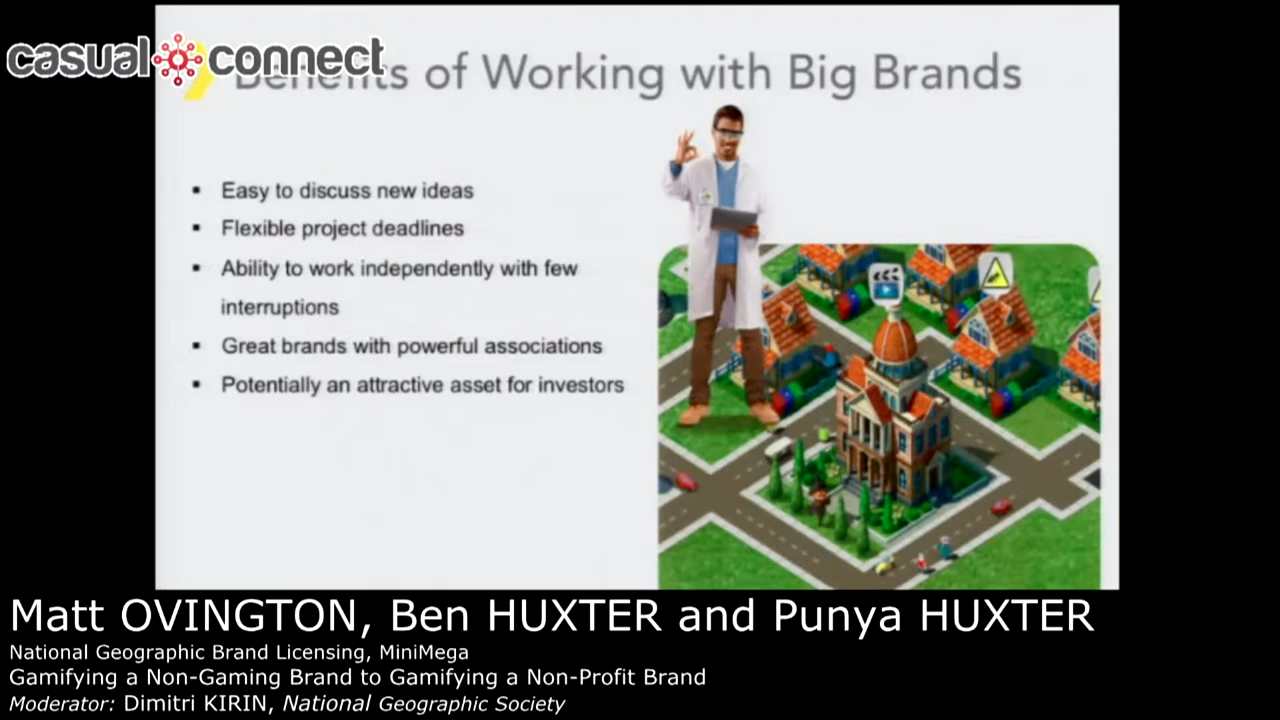 casual connect
Benefits of Working with Big Brands
▪ Easy to discuss new ideas
▪ Flexible project deadlines
▪ Ability to work independently with few
interruptions
▪ Great brands with powerful associations
▪ Potentially an attractive asset for investors
Matt OVINGTON, Ben HUXTER and Punya HUXTER
National Geographic Brand Licensing, MiniMega
Gamifying a Non-Gaming Brand to Gamifying a Non-Profit Brand
Moderator: Dimitri KIRIN, National Geographic Society